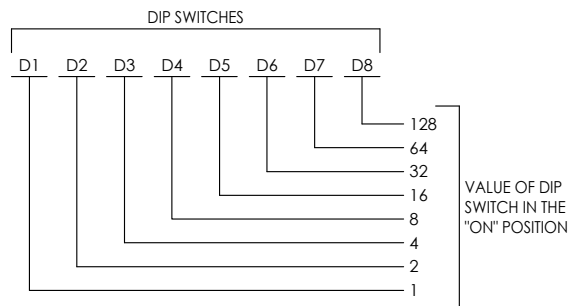 DIP SWITCHES
D1 D2 D3 D4 D5 D6 D7 D8
128
64
32
16
8
4
2
1
VALUE OF DIP
SWITCH IN THE
"ON" POSITION